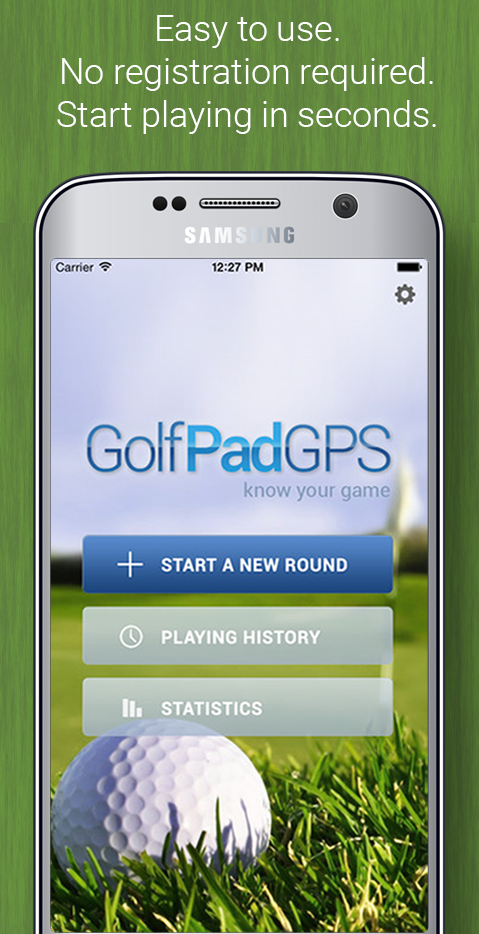 Easy to use.
No registration required.
Start playing in seconds.
SAMSUNG
Carrier 12:27 PM
GolfPadGPS
know your game
START A NEW ROUND
PLAYING HISTORY
STATISTICS